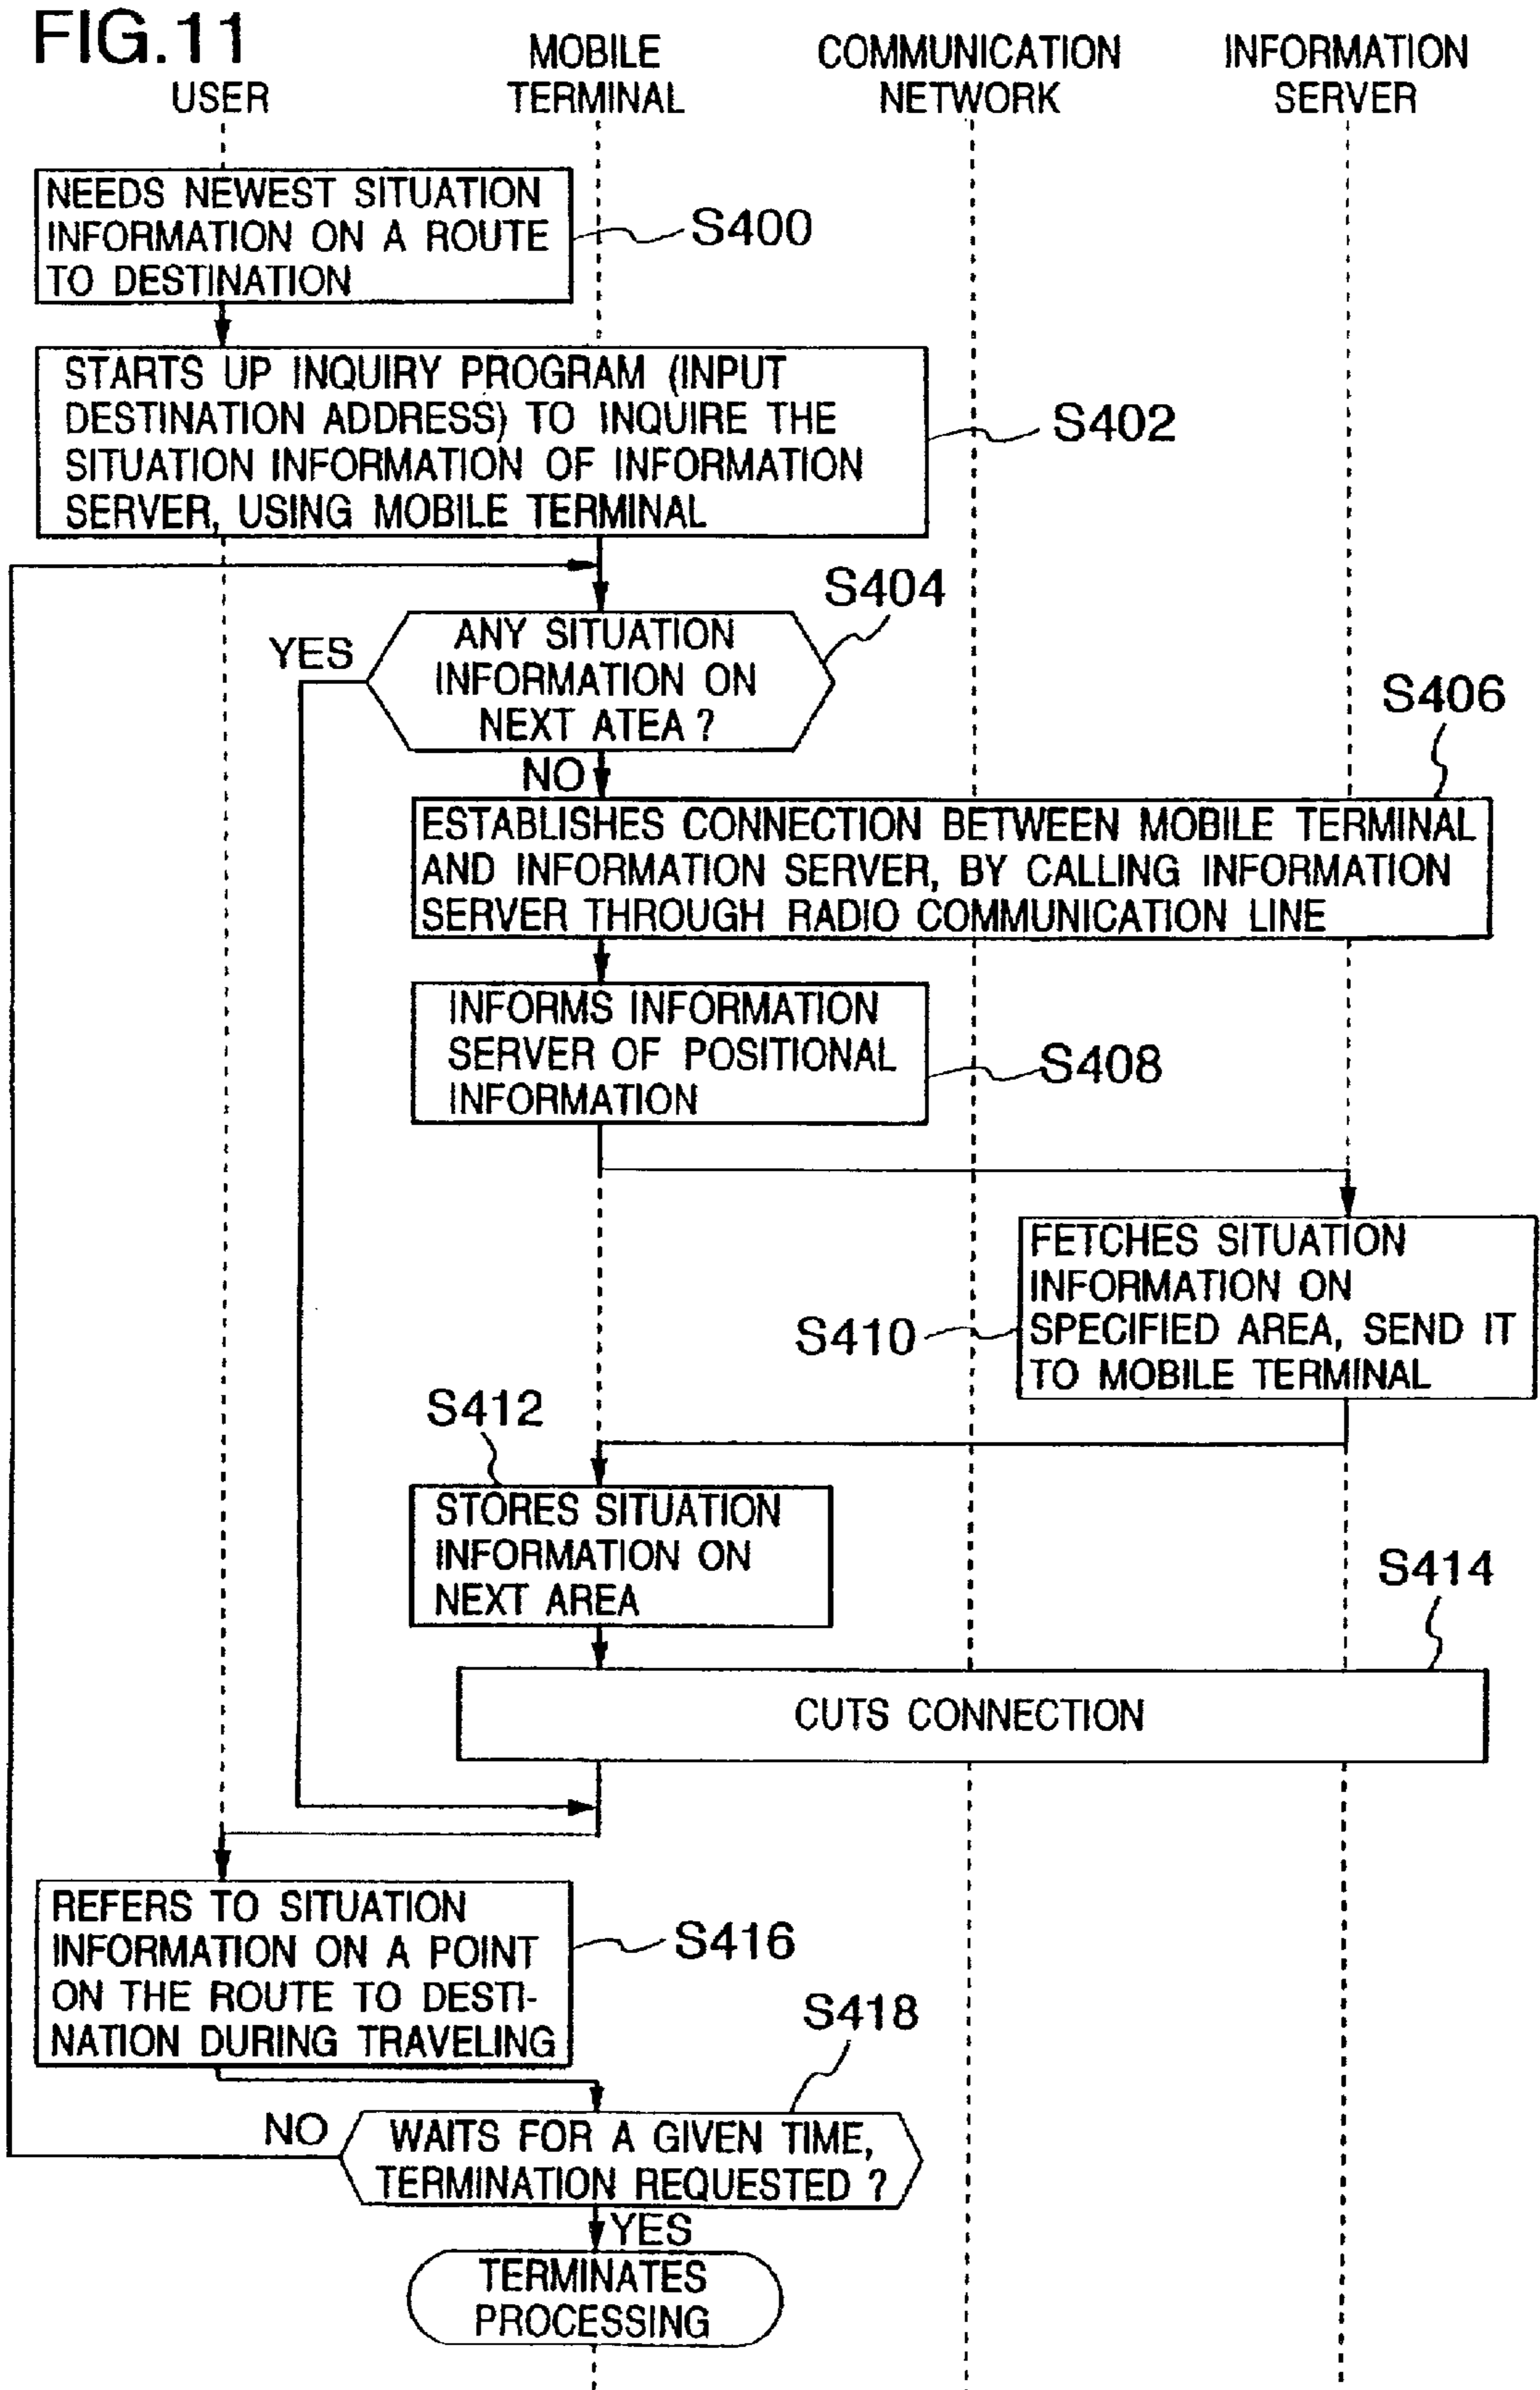 FIG.11
USER
MOBILE
TERMINAL
COMMUNICATION
NETWORK
INFORMATION
SERVER
NEEDS NEWEST SITUATION
INFORMATION ON A ROUTE
TO DESTINATION
S400
STARTS UP INQUIRY PROGRAM (INPUT
DESTINATION ADDRESS) TO INQUIRE THE
SITUATION INFORMATION OF INFORMATION
SERVER, USING MOBILE TERMINAL
S402
S404
YES
ANY SITUATION
INFORMATION ON
NEXT ATEA ?
NO
S406
ESTABLISHES CONNECTION BETWEEN MOBILE TERMINAL
AND INFORMATION SERVER, BY CALLING INFORMATION
SERVER THROUGH RADIO COMMUNICATION LINE
INFORMS INFORMATION
SERVER OF POSITIONAL
INFORMATION
S408
FETCHES SITUATION
INFORMATION ON
SPECIFIED AREA, SEND IT
TO MOBILE TERMINAL
S410
S412
STORES SITUATION
INFORMATION ON
NEXT AREA
S414
CUTS CONNECTION
REFERS TO SITUATION
INFORMATION ON A POINT
ON THE ROUTE TO DESTI-
NATION DURING TRAVELING
S416
S418
NO
WAITS FOR A GIVEN TIME,
TERMINATION REQUESTED ?
YES
TERMINATES
PROCESSING